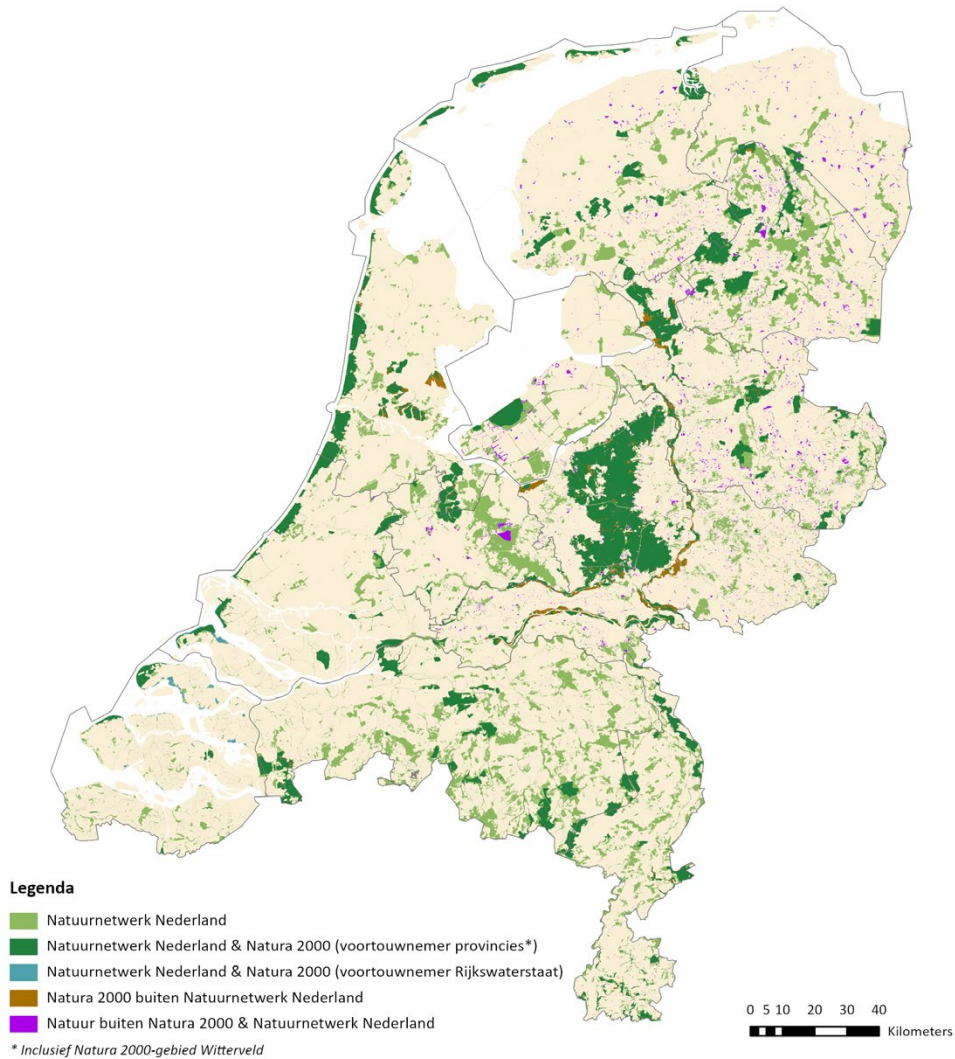 Legenda
Natuurnetwerk Nederland
Natuurnetwerk Nederland & Natura 2000 (voortouwnemer provincies*)
Natuurnetwerk Nederland & Natura 2000 (voortouwnemer Rijkswaterstaat)
Natura 2000 buiten Natuurnetwerk Nederland
Natuur buiten Natura 2000 & Natuurnetwerk Nederland
* Inclusief Natura 2000-gebied Witterveld
0 5 10 20 30 40
Kilometers